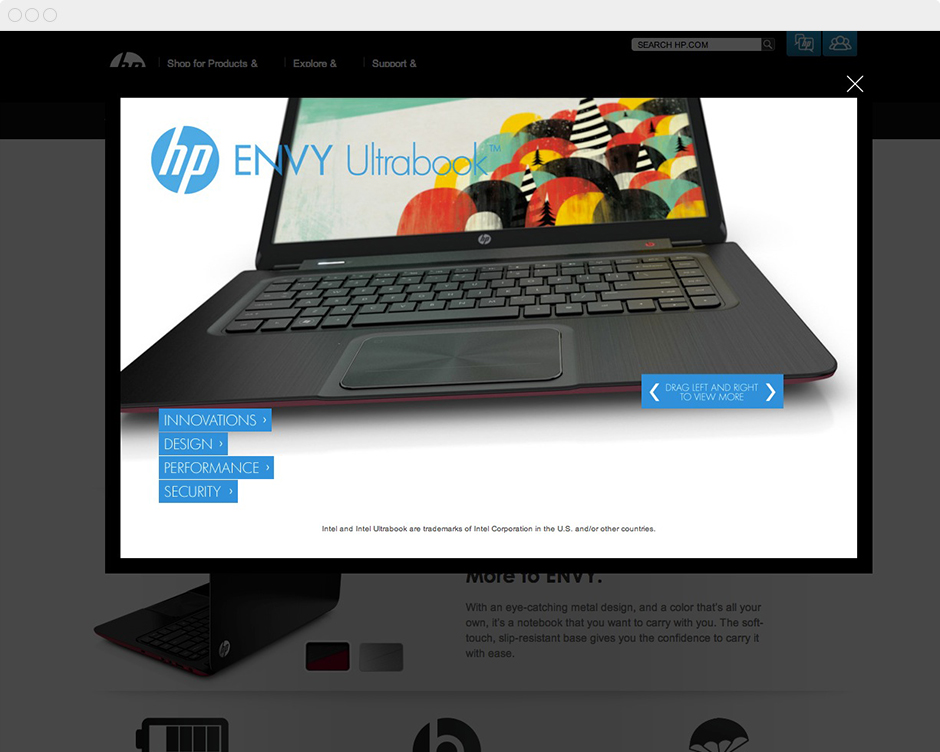 SEARCH HP.COM
hp
Shop for Products &
Explore &
Support &
hp ENVY Ultrabook™
hp
DRAG LEFT AND RIGHT
TO VIEW MORE
INNOVATIONS ›
DESIGN ›
PERFORMANCE ›
SECURITY ›
Intel and Intel Ultrabook are trademarks of Intel Corporation in the U.S. and/or other countries.
More to ENVY.
With an eye-catching metal design, and a color that's all your
own, it's a notebook that you want to carry with you. The soft-
touch, slip-resistant base gives you the confidence to carry it
with ease.
hp
b